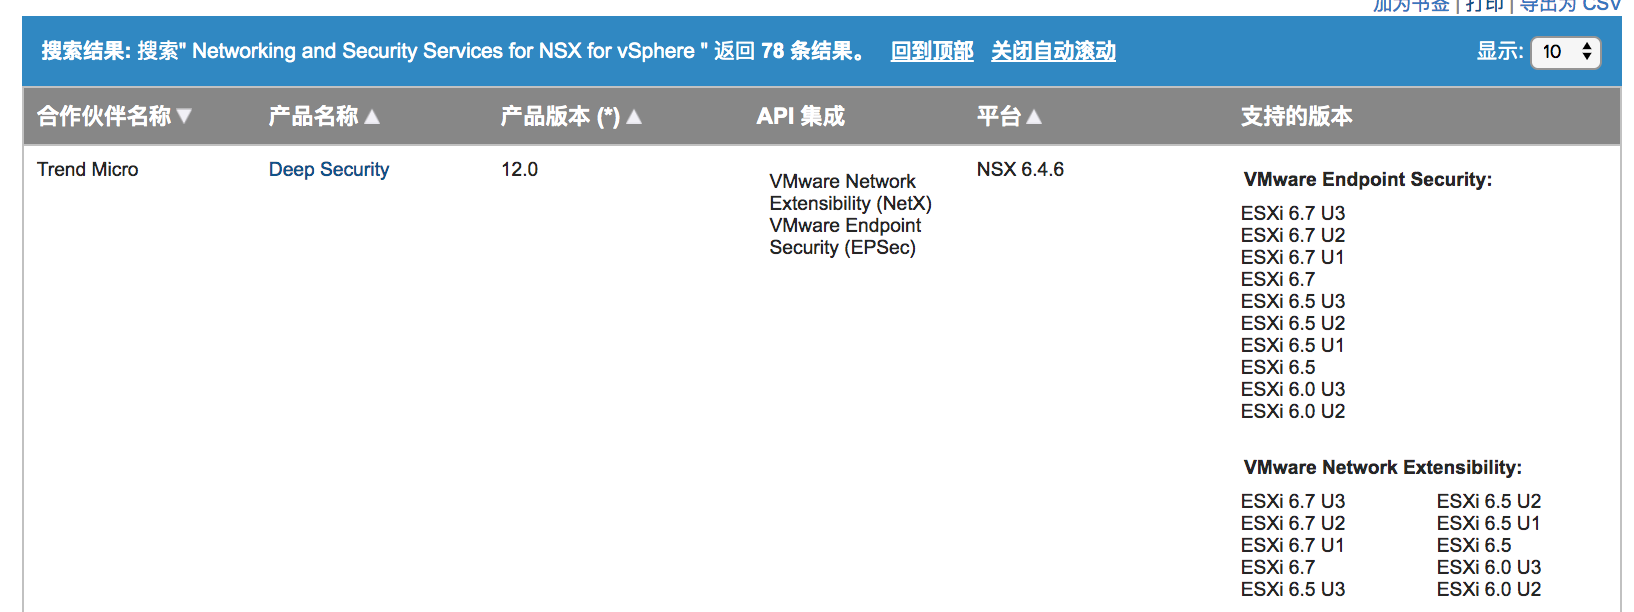 加为书签 | 打印 | 导出为 CSV
搜索结果: 搜索" Networking and Security Services for NSX for vSphere " 返回 78 条结果。 回到顶部 关闭自动滚动 显示: 10
合作伙伴名称 产品名称 产品版本 (*) API 集成 平台 支持的版本
Trend Micro Deep Security 12.0 NSX 6.4.6
VMware Network
Extensibility (NetX)
VMware Endpoint
Security (EPSec)
VMware Endpoint Security:
ESXi 6.7 U3
ESXi 6.7 U2
ESXi 6.7 U1
ESXi 6.7
ESXi 6.5 U3
ESXi 6.5 U2
ESXi 6.5 U1
ESXi 6.5
ESXi 6.0 U3
ESXi 6.0 U2
VMware Network Extensibility:
ESXi 6.7 U3 ESXi 6.5 U2
ESXi 6.7 U2 ESXi 6.5 U1
ESXi 6.7 U1 ESXi 6.5
ESXi 6.7 ESXi 6.0 U3
ESXi 6.5 U3 ESXi 6.0 U2